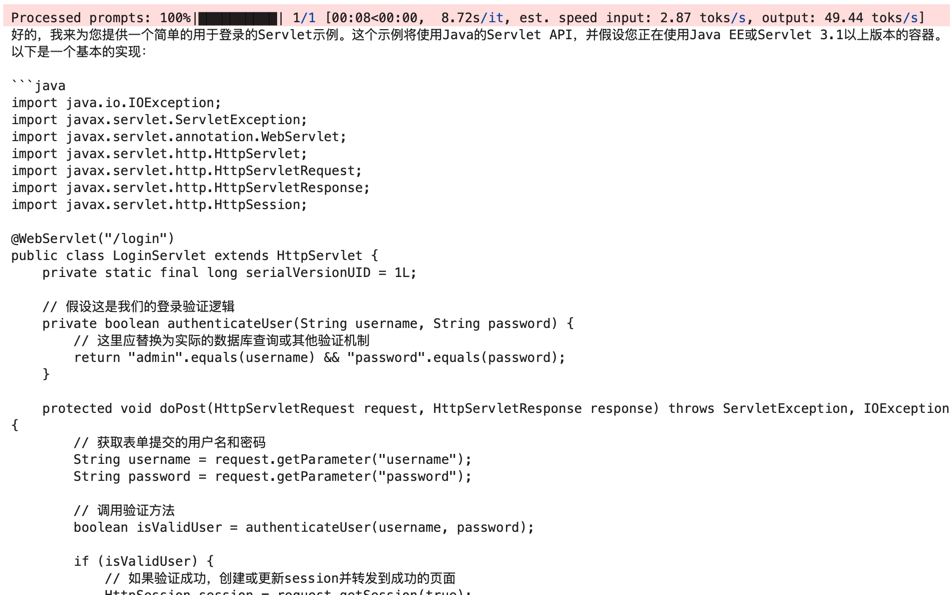 Processed prompts: 100%|██████████| 1/1 [00:08<00:00,  8.72s/it, est. speed input: 2.87 toks/s, output: 49.44 toks/s]
好的，我来为您提供一个简单的用于登录的Servlet示例。这个示例将使用Java的Servlet API，并假设您正在使用Java EE或Servlet 3.1以上版本的容器。
以下是一个基本的实现：

```java
import java.io.IOException;
import javax.servlet.ServletException;
import javax.servlet.annotation.WebServlet;
import javax.servlet.http.HttpServlet;
import javax.servlet.http.HttpServletRequest;
import javax.servlet.http.HttpServletResponse;
import javax.servlet.http.HttpSession;

@WebServlet("/login")
public class LoginServlet extends HttpServlet {
    private static final long serialVersionUID = 1L;

    // 假设这是我们的登录验证逻辑
    private boolean authenticateUser(String username, String password) {
        // 这里应替换为实际的数据库查询或其他验证机制
        return "admin".equals(username) && "password".equals(password);
    }

    protected void doPost(HttpServletRequest request, HttpServletResponse response) throws ServletException, IOException
{
        // 获取表单提交的用户名和密码
        String username = request.getParameter("username");
        String password = request.getParameter("password");

        // 调用验证方法
        boolean isValidUser = authenticateUser(username, password);

        if (isValidUser) {
            // 如果验证成功，创建或更新session并转发到成功的页面
            HttpSession session = request.getSession(true);